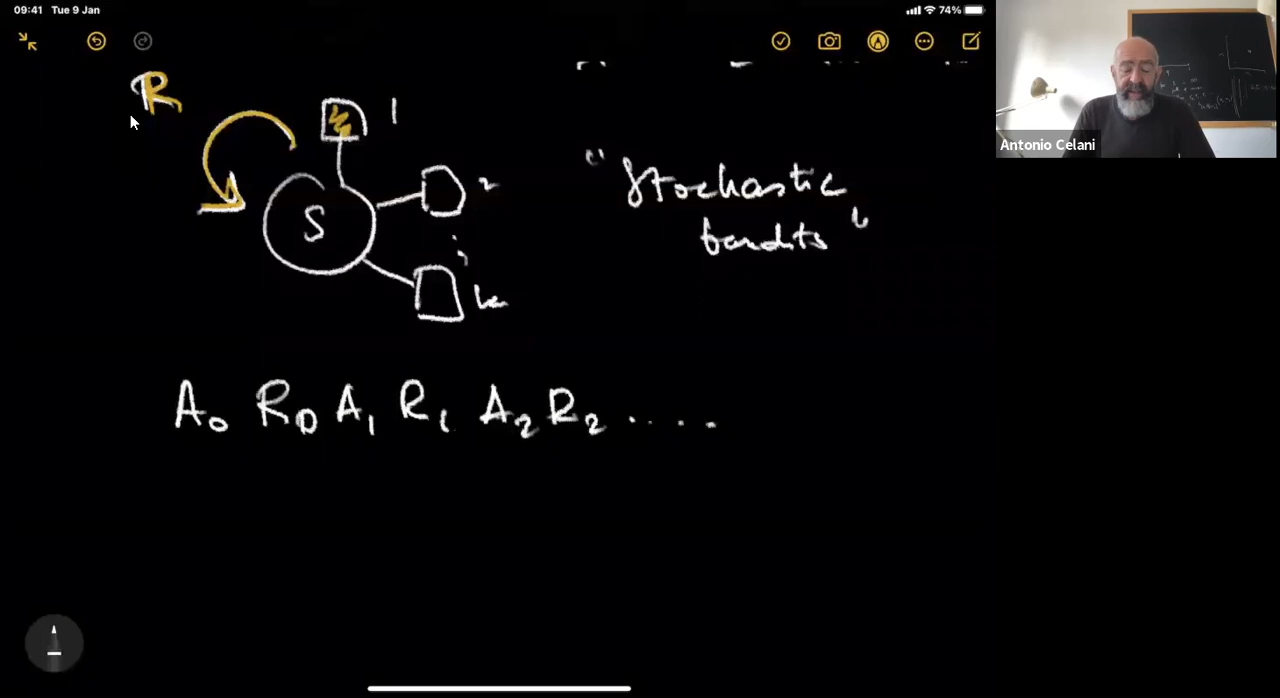 09:41 Tue 9 Jan
74%
R
1
2
S
k
"Stochastic
bandits"
A₀ R₀ A₁ R₁ A₂ R₂ .....
Antonio Celani